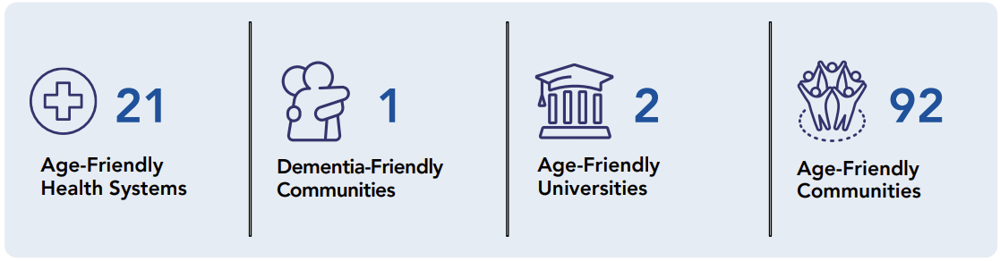 21
Age-Friendly
Health Systems
1
Dementia-Friendly
Communities
2
Age-Friendly
Universities
92
Age-Friendly
Communities